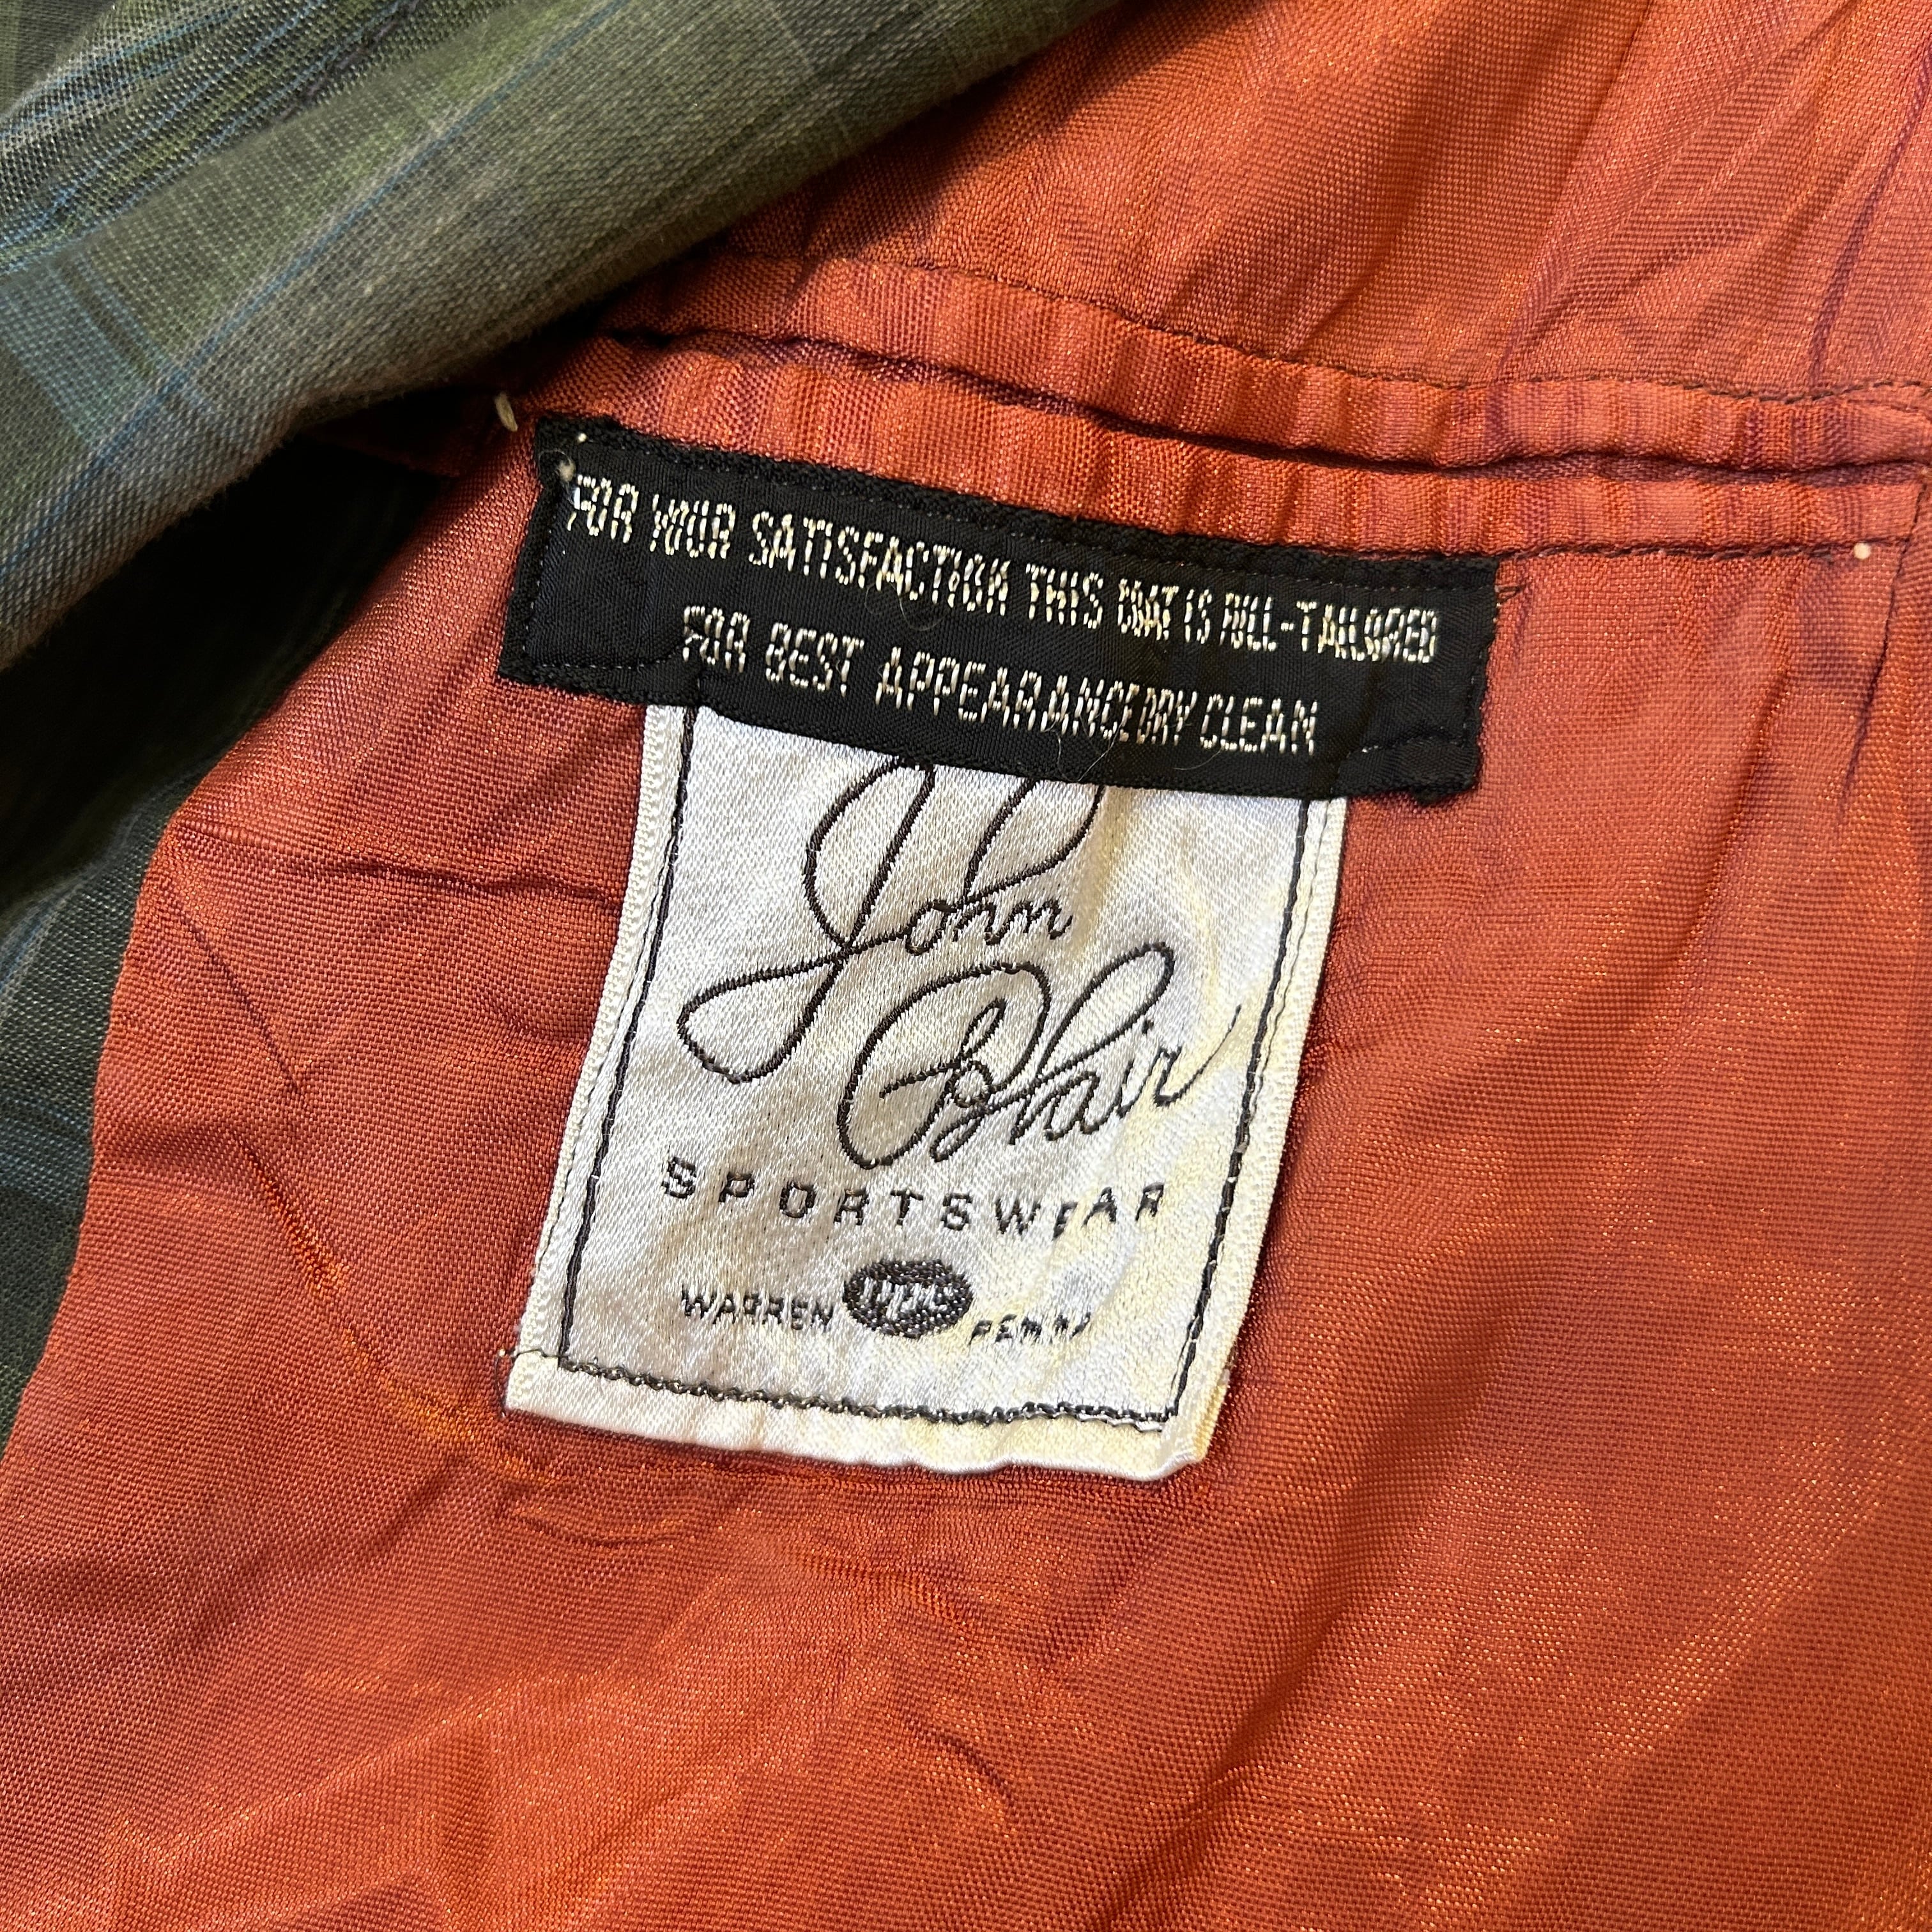 FOR YOUR SATISFACTION THIS COAT IS FULL-TAILORED
FOR BEST APPEARANCE DRY CLEAN
John
Blair
SPORTSWEAR
WARREN PENNA